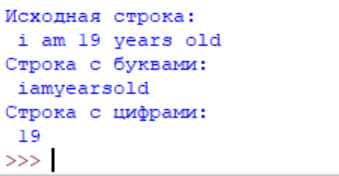 Исходная строка:
i am 19 years old
Строка с буквами:
iamyearsold
Строка с цифрами:
19
>>>